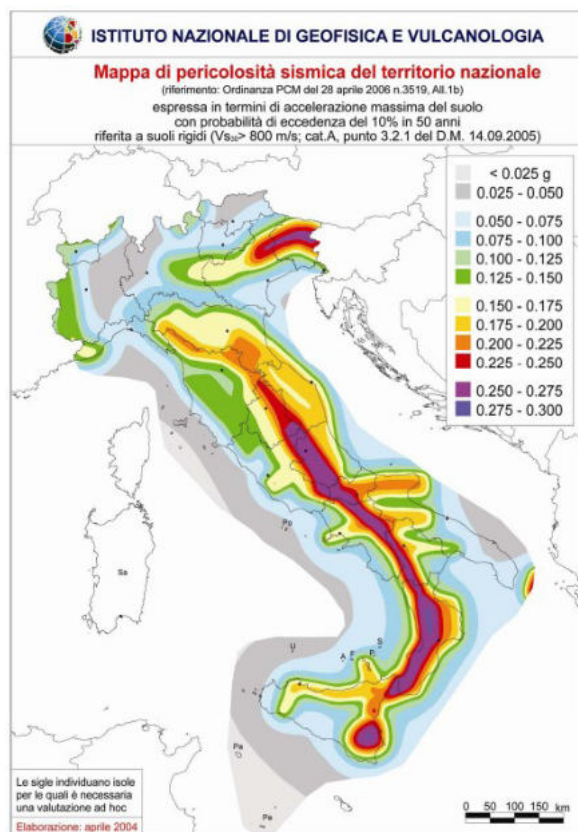 ISTITUTO NAZIONALE DI GEOFISICA E VULCANOLOGIA
Mappa di pericolosità sismica del territorio nazionale
(riferimento: Ordinanza PCM del 28 aprile 2006 n.3519, All.1b)
espressa in termini di accelerazione massima del suolo
con probabilità di eccedenza del 10% in 50 anni
riferita a suoli rigidi (Vs30> 800 m/s; cat.A, punto 3.2.1 del D.M. 14.09.2005)
< 0.025 g
0.025 - 0.050
0.050 - 0.075
0.075 - 0.100
0.100 - 0.125
0.125 - 0.150
0.150 - 0.175
0.175 - 0.200
0.200 - 0.225
0.225 - 0.250
0.250 - 0.275
0.275 - 0.300
Po
Sa
U
A
F
P
S
Pa
Pe
Le sigle individuano isole
per le quali è necessaria
una valutazione ad hoc
Elaborazione: aprile 2004
0 50 100 150 km